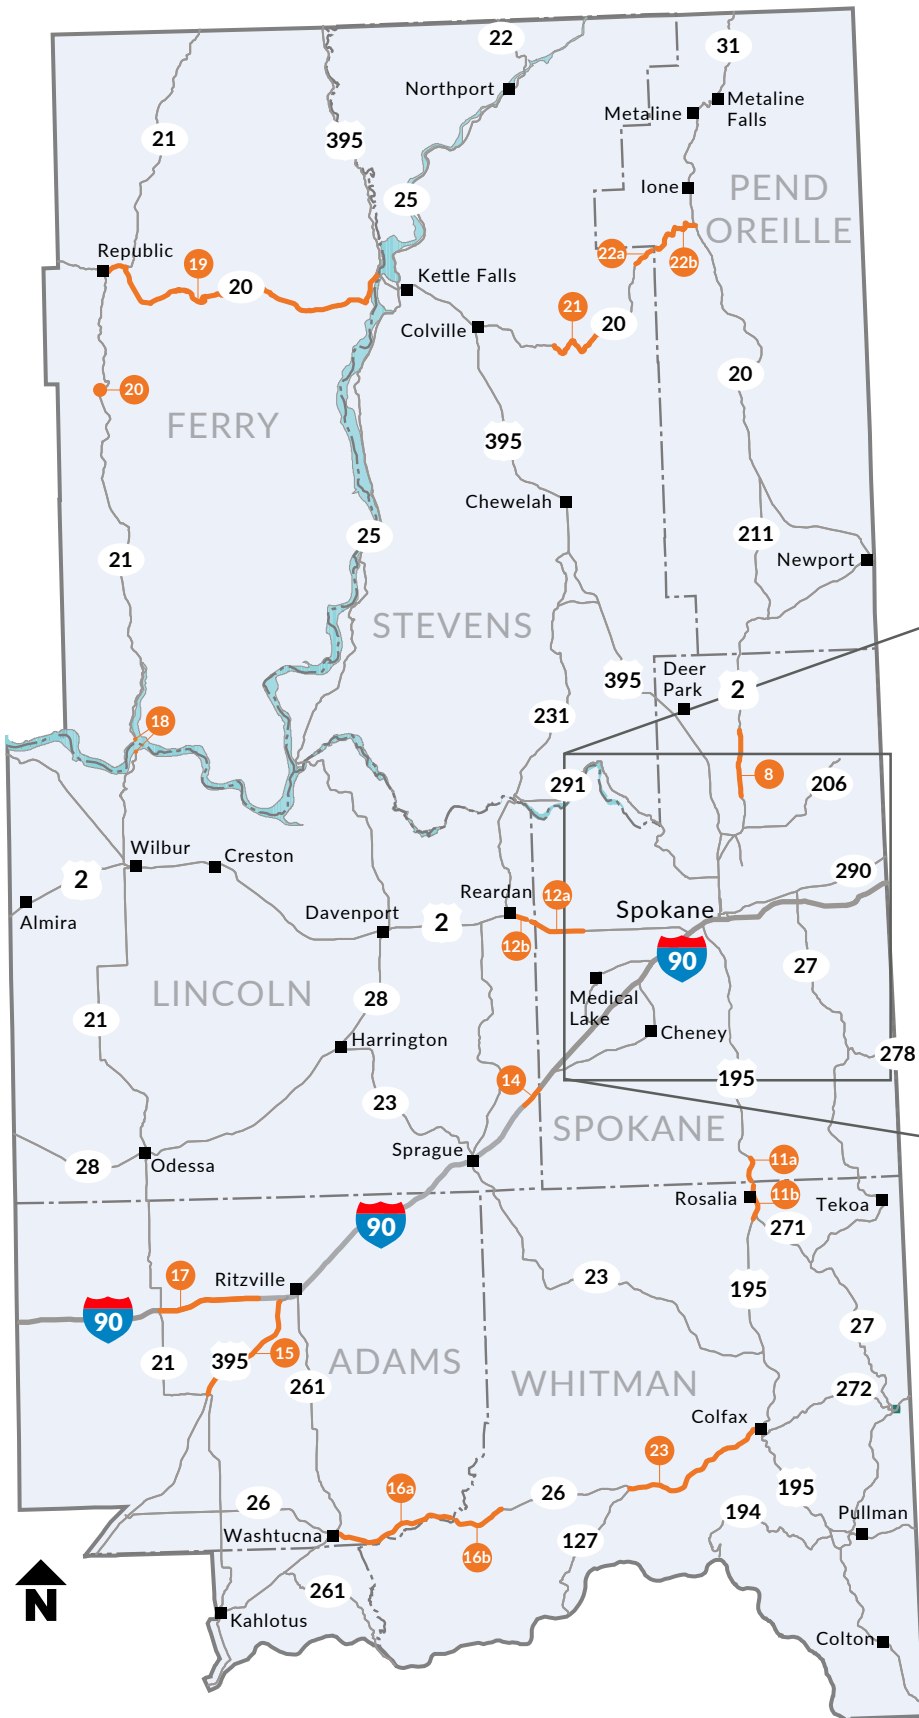 22
31
Northport
Metaline
Falls
Metaline
21
395
25
Ione
PEND
OREILLE
Republic
19
20
22a
22b
Kettle Falls
21
20
Colville
20
20
FERRY
395
Chewelah
25
211
21
Newport
STEVENS
Deer
Park
395
2
18
231
291
8
206
Wilbur
Creston
2
290
Almira
Reardan
12a
Davenport
2
12b
Spokane
90
27
LINCOLN
28
Medical
Lake
21
Cheney
Harrington
278
14
195
23
SPOKANE
Sprague
11a
28
Odessa
Rosalia
11b
Tekoa
90
271
17
Ritzville
23
195
90
27
21
395
15
ADAMS
261
WHITMAN
272
Colfax
23
16a
195
26
26
194
Pullman
Washtucna
127
16b
N
261
Kahlotus
Colton